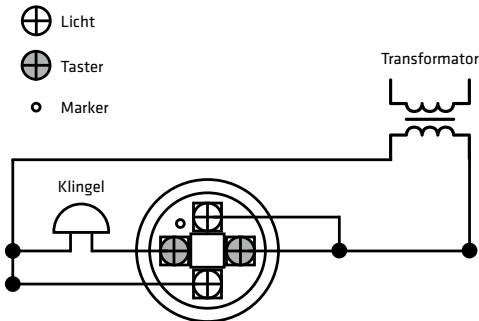 Licht
Taster
Marker
Transformator
Klingel